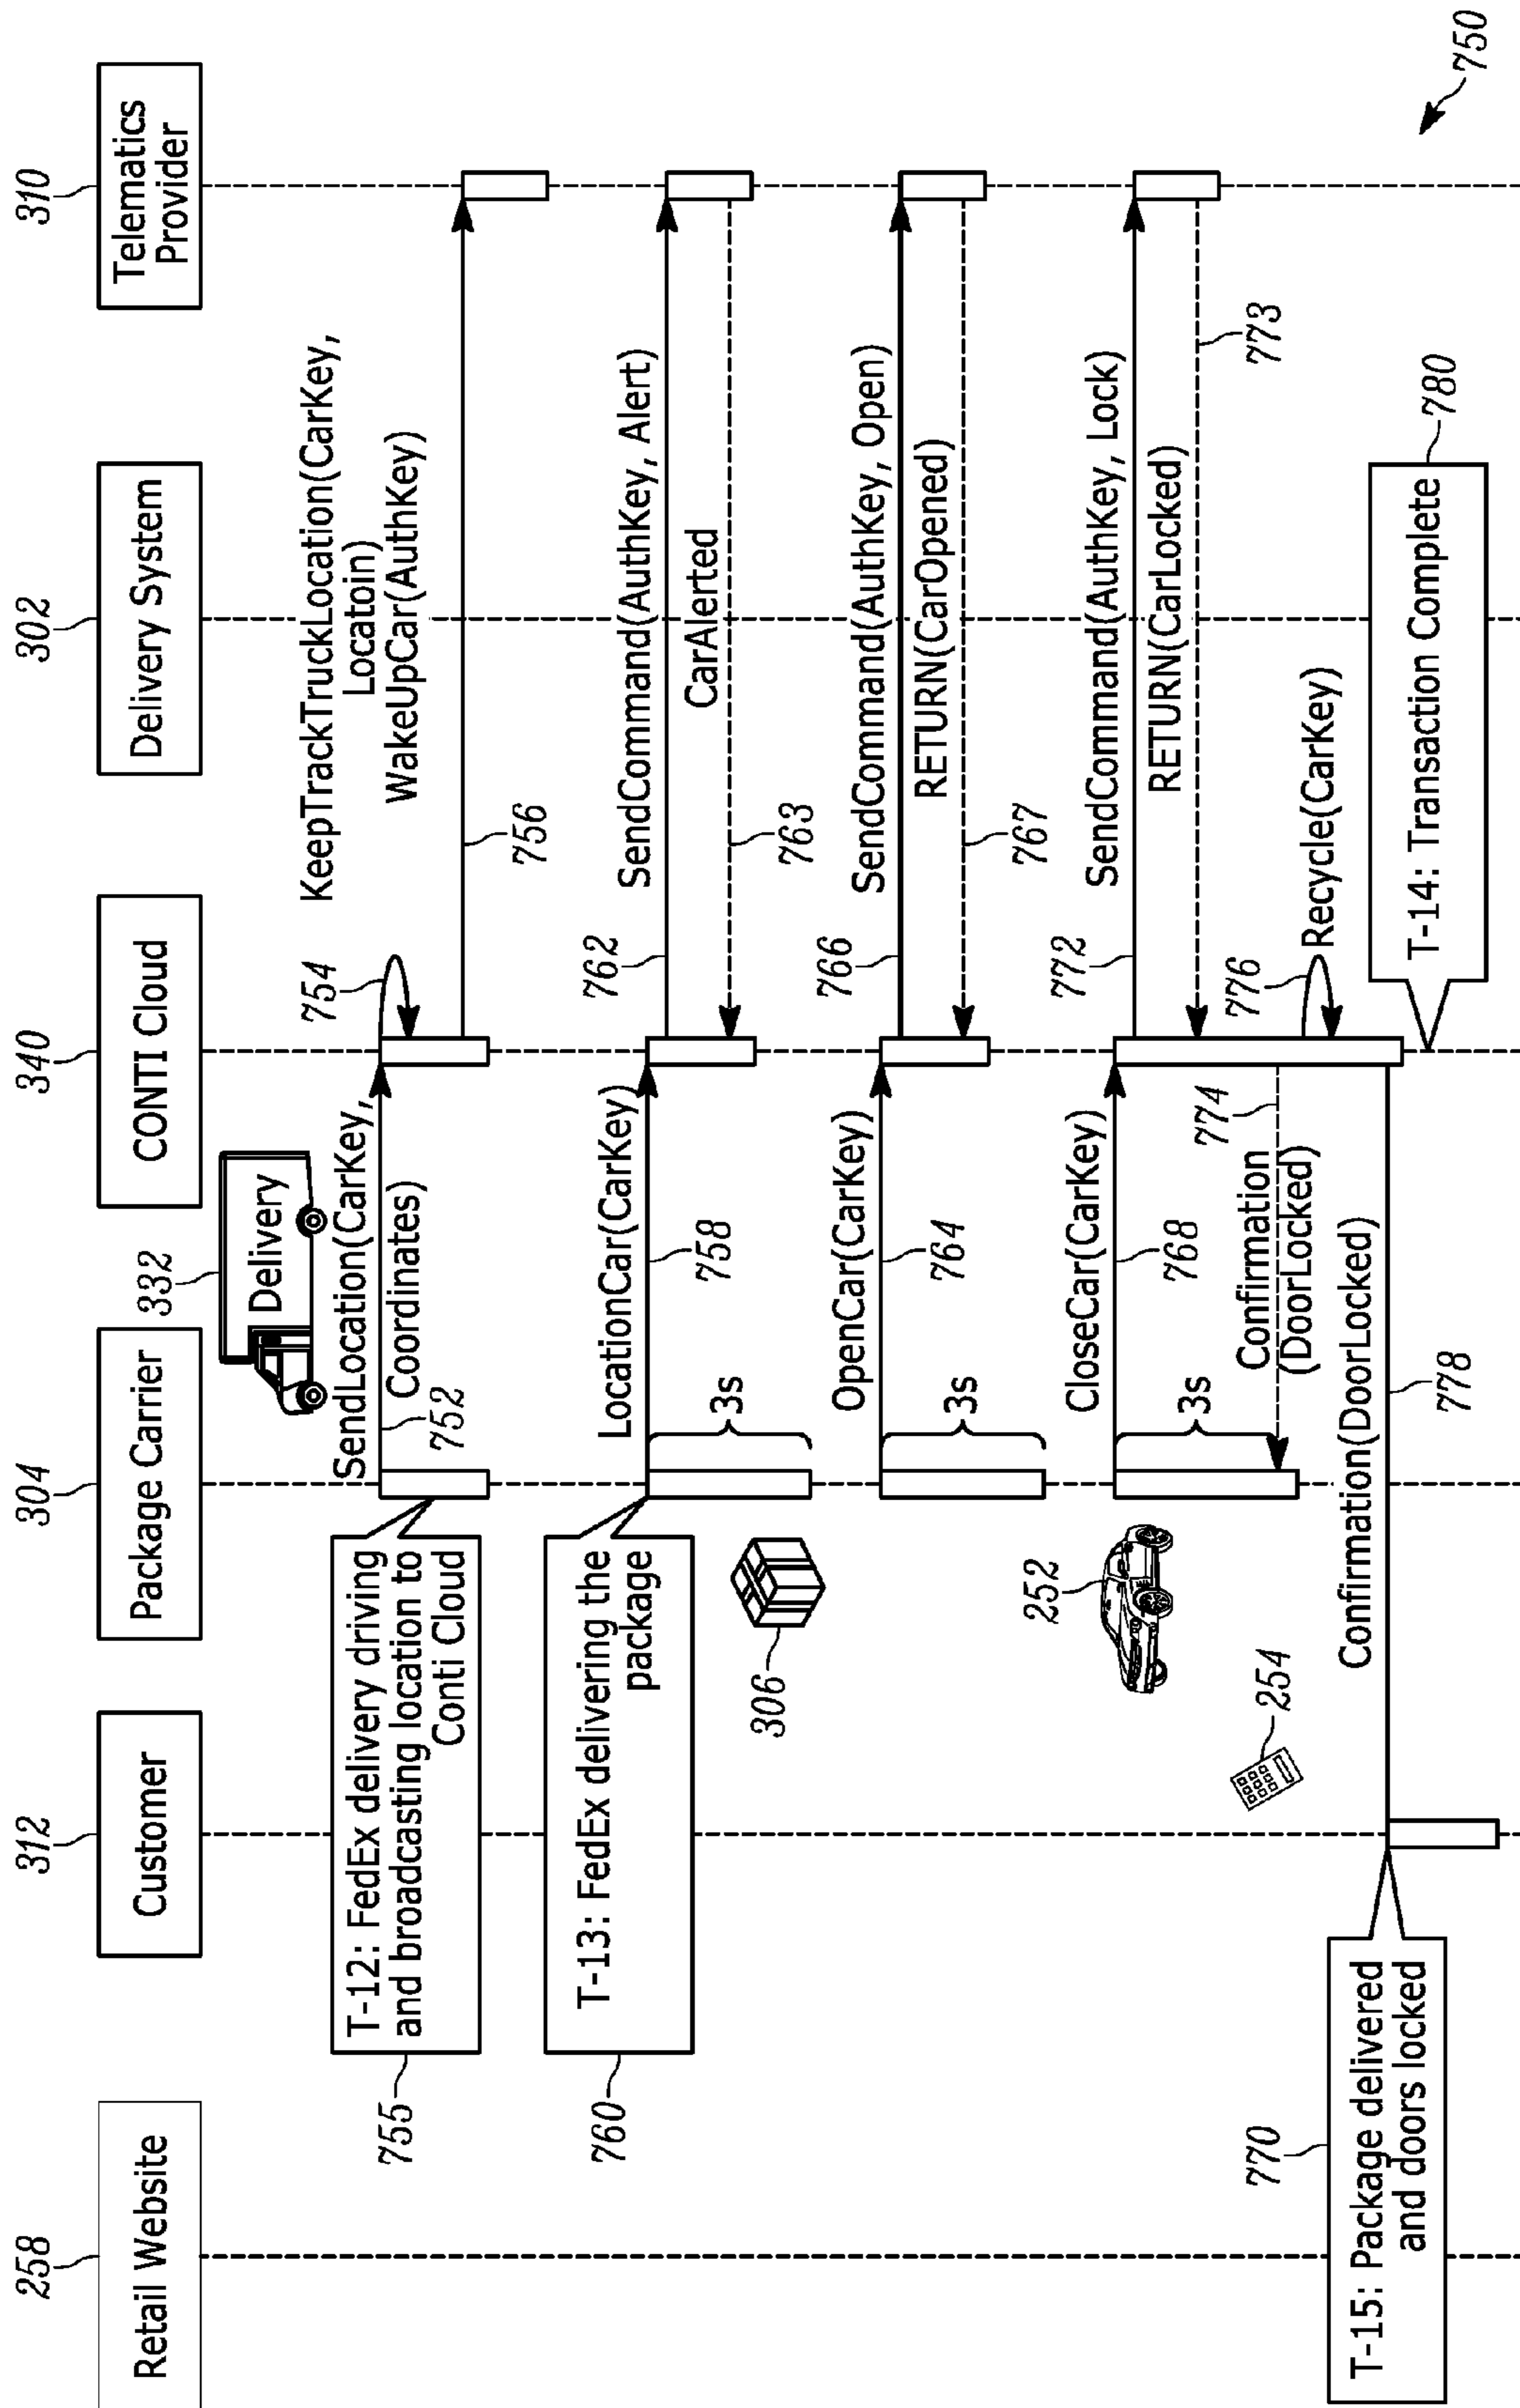 258
Retail Website
312
Customer
304
Package Carrier
340
CONTI Cloud
302
Delivery System
310
Telematics
Provider
332
Delivery
755
T-12: FedEx delivery driving
and broadcasting location to
Conti Cloud
SendLocation(CarKey,
Coordinates)
752
754
KeepTrackTruckLocation(CarKey,
Locatoin)
WakeUpCar(AuthKey)
756
760
T-13: FedEx delivering the
package
LocationCar(CarKey)
758
3s
762
SendCommand(AuthKey, Alert)
CarAlerted
763
306
OpenCar(CarKey)
764
3s
766
SendCommand(AuthKey, Open)
RETURN(CarOpened)
767
252
CloseCar(CarKey)
768
3s
772
SendCommand(AuthKey, Lock)
RETURN(CarLocked)
773
254
Confirmation
(DoorLocked)
774
776
Recycle(CarKey)
770
T-15: Package delivered
and doors locked
Confirmation(DoorLocked)
778
T-14: Transaction Complete
780
750